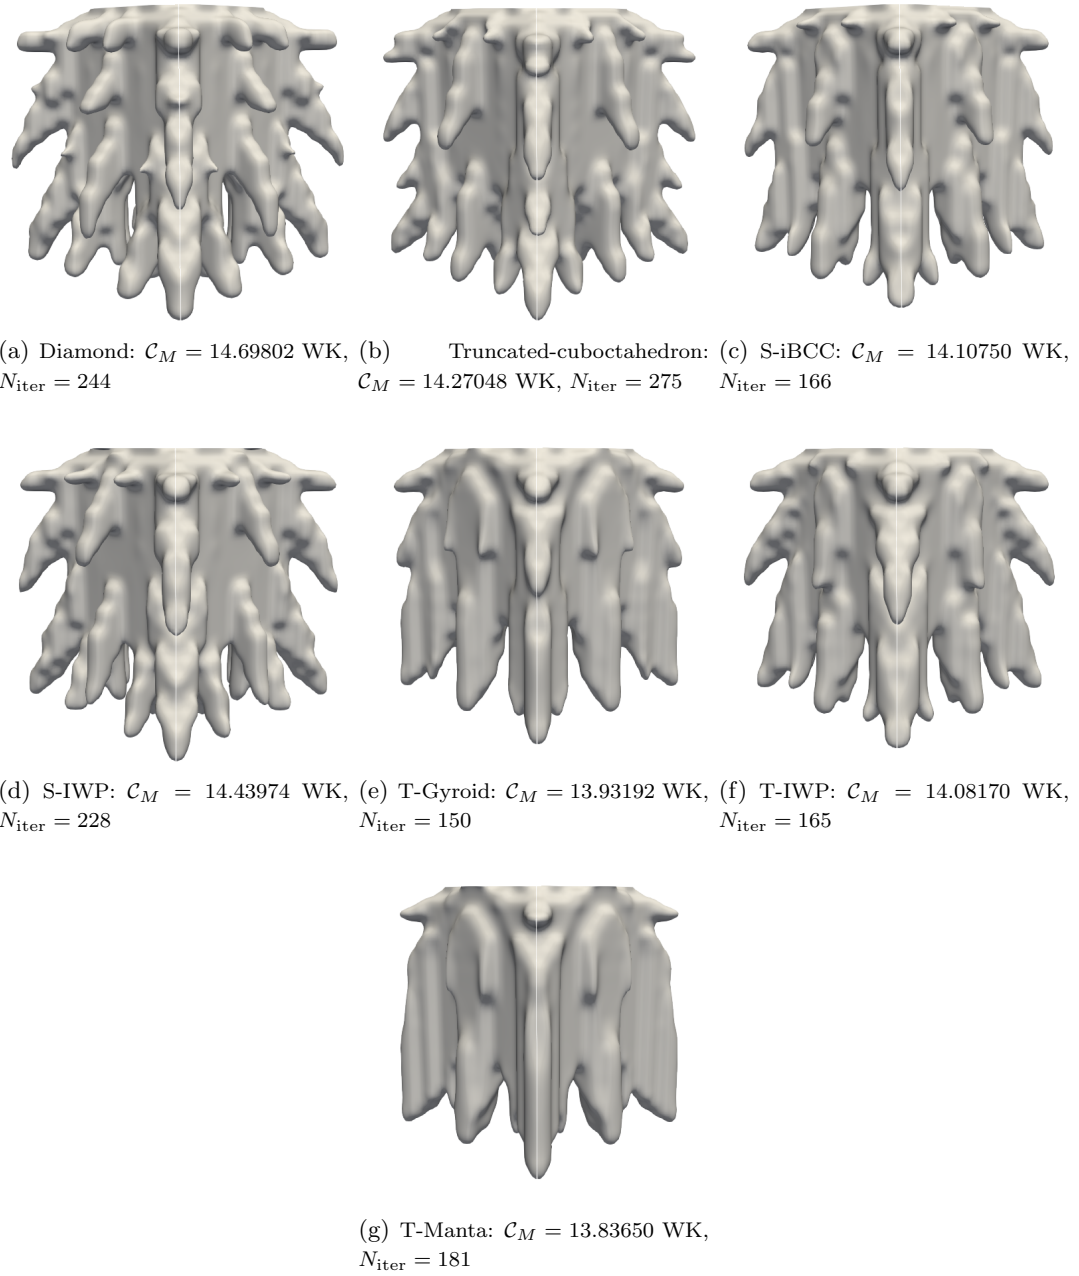 (a) Diamond: C_M = 14.69802 WK,
N_iter = 244
(b) Truncated-cuboctahedron:
C_M = 14.27048 WK, N_iter = 275
(c) S-iBCC: C_M = 14.10750 WK,
N_iter = 166
(d) S-IWP: C_M = 14.43974 WK,
N_iter = 228
(e) T-Gyroid: C_M = 13.93192 WK,
N_iter = 150
(f) T-IWP: C_M = 14.08170 WK,
N_iter = 165
(g) T-Manta: C_M = 13.83650 WK,
N_iter = 181